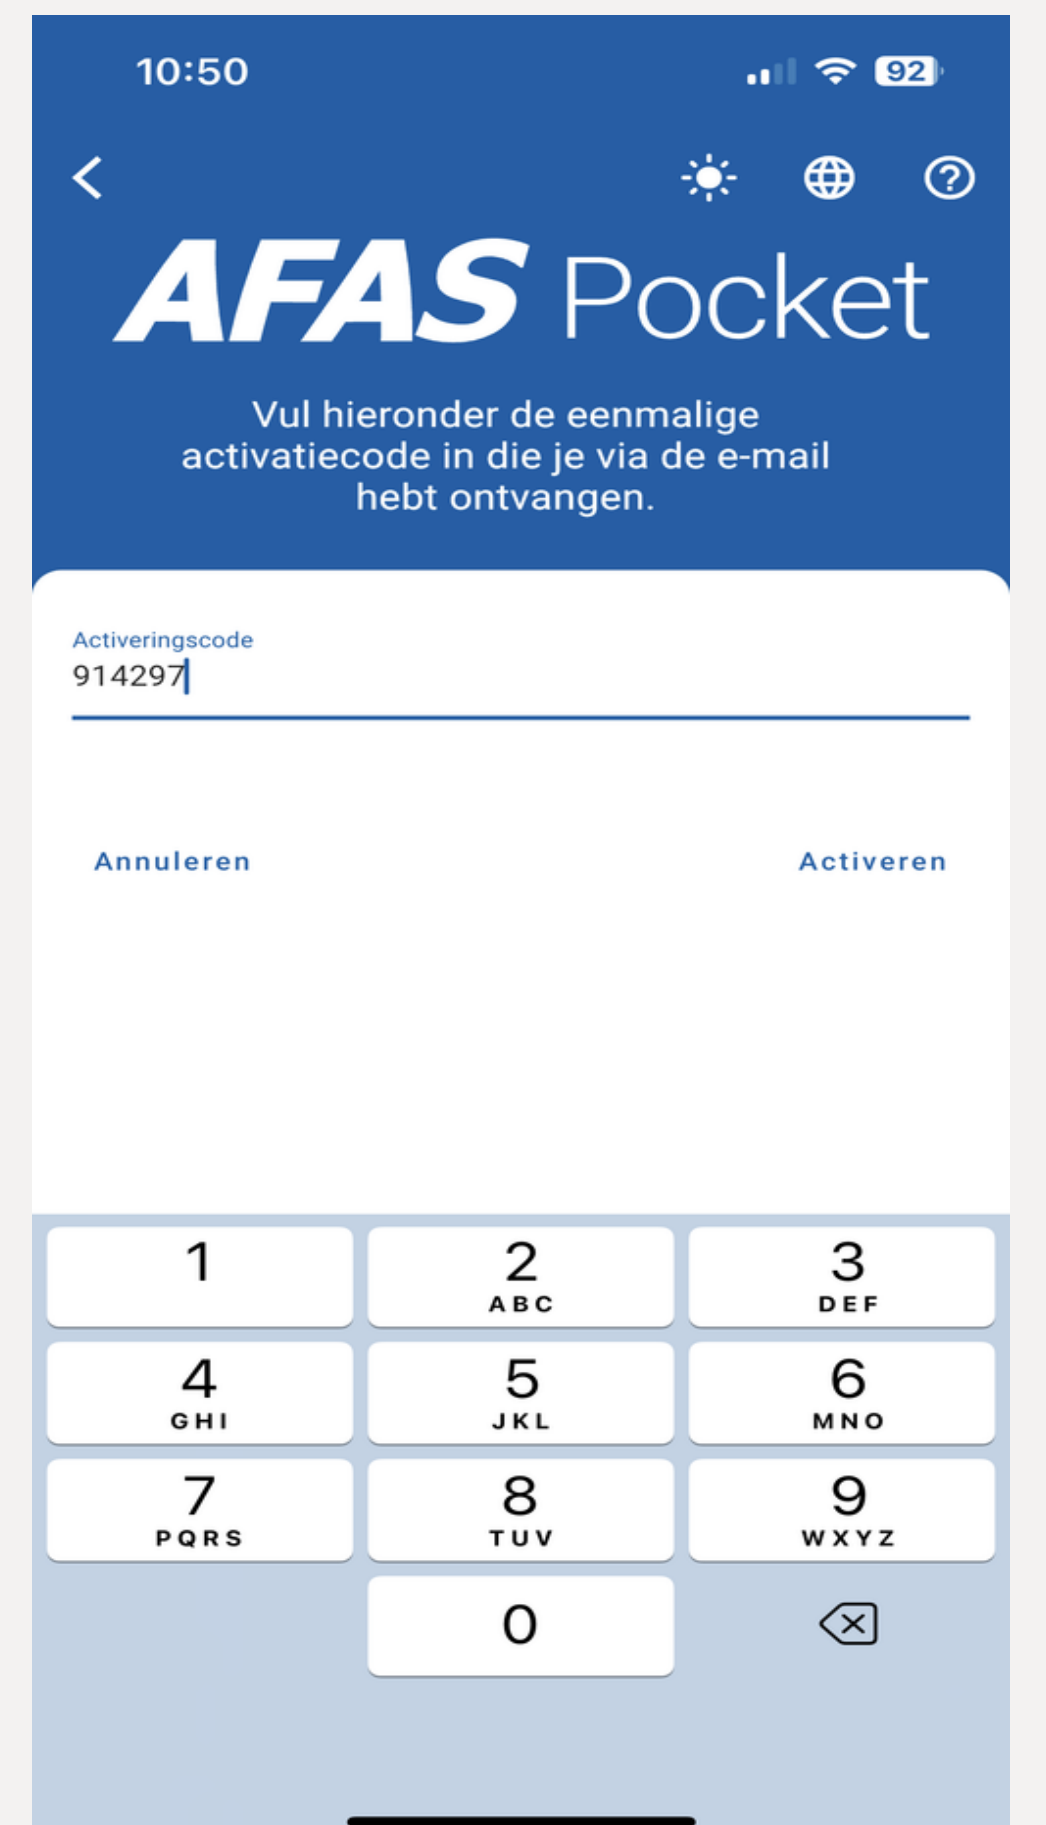 10:50
92
AFAS Pocket
Vul hieronder de eenmalige
activatiecode in die je via de e-mail
hebt ontvangen.
Activeringscode
914297
Annuleren Activeren
1 2 3
ABC DEF
4 5 6
GHI JKL MNO
7 8 9
PQRS TUV WXYZ
0